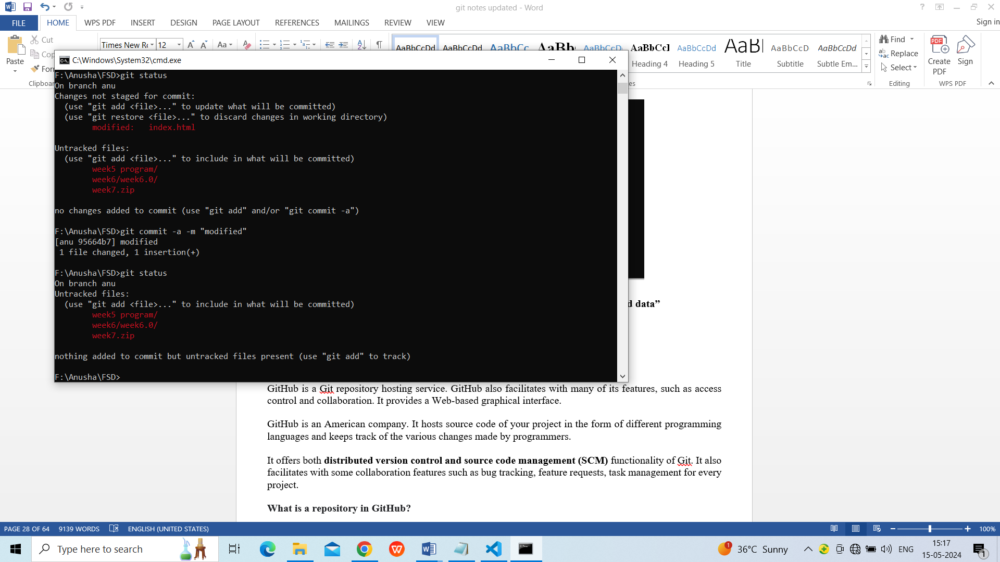 git notes updated - Word
FILE HOME WPS PDF INSERT DESIGN PAGE LAYOUT REFERENCES MAILINGS REVIEW VIEW Sign in
Cut
Paste
Clipboar
Times New Ro 12
Aa
AaBbCcDd AaBbCcDd AaBbCc AaBb AaBbCcD AaBbCcI AaBbCcDd AaBb AaBbCcD AaBbCcDd
Heading 4 Heading 5 Title Subtitle Subtle Em...
Find
Replace
Select
Editing
Create PDF
Sign
WPS PDF
C:\Windows\System32\cmd.exe
F:\Anusha\FSD>git status
On branch anu
Changes not staged for commit:
(use "git add <file>..." to update what will be committed)
(use "git restore <file>..." to discard changes in working directory)
modified: index.html
Untracked files:
(use "git add <file>..." to include in what will be committed)
week5 program/
week6/week6.0/
week7.zip
no changes added to commit (use "git add" and/or "git commit -a")
F:\Anusha\FSD>git commit -a -m "modified"
[anu 95664b7] modified
1 file changed, 1 insertion(+)
F:\Anusha\FSD>git status
On branch anu
Untracked files:
(use "git add <file>..." to include in what will be committed)
week5 program/
week6/week6.0/
week7.zip
nothing added to commit but untracked files present (use "git add" to track)
F:\Anusha\FSD>
d data”
GitHub is a Git repository hosting service. GitHub also facilitates with many of its features, such as access
control and collaboration. It provides a Web-based graphical interface.
GitHub is an American company. It hosts source code of your project in the form of different programming
languages and keeps track of the various changes made by programmers.
It offers both distributed version control and source code management (SCM) functionality of Git. It also
facilitates with some collaboration features such as bug tracking, feature requests, task management for every
project.
What is a repository in GitHub?
PAGE 28 OF 64 9139 WORDS ENGLISH (UNITED STATES) 100%
Type here to search
36°C Sunny
ENG
15:17
15-05-2024